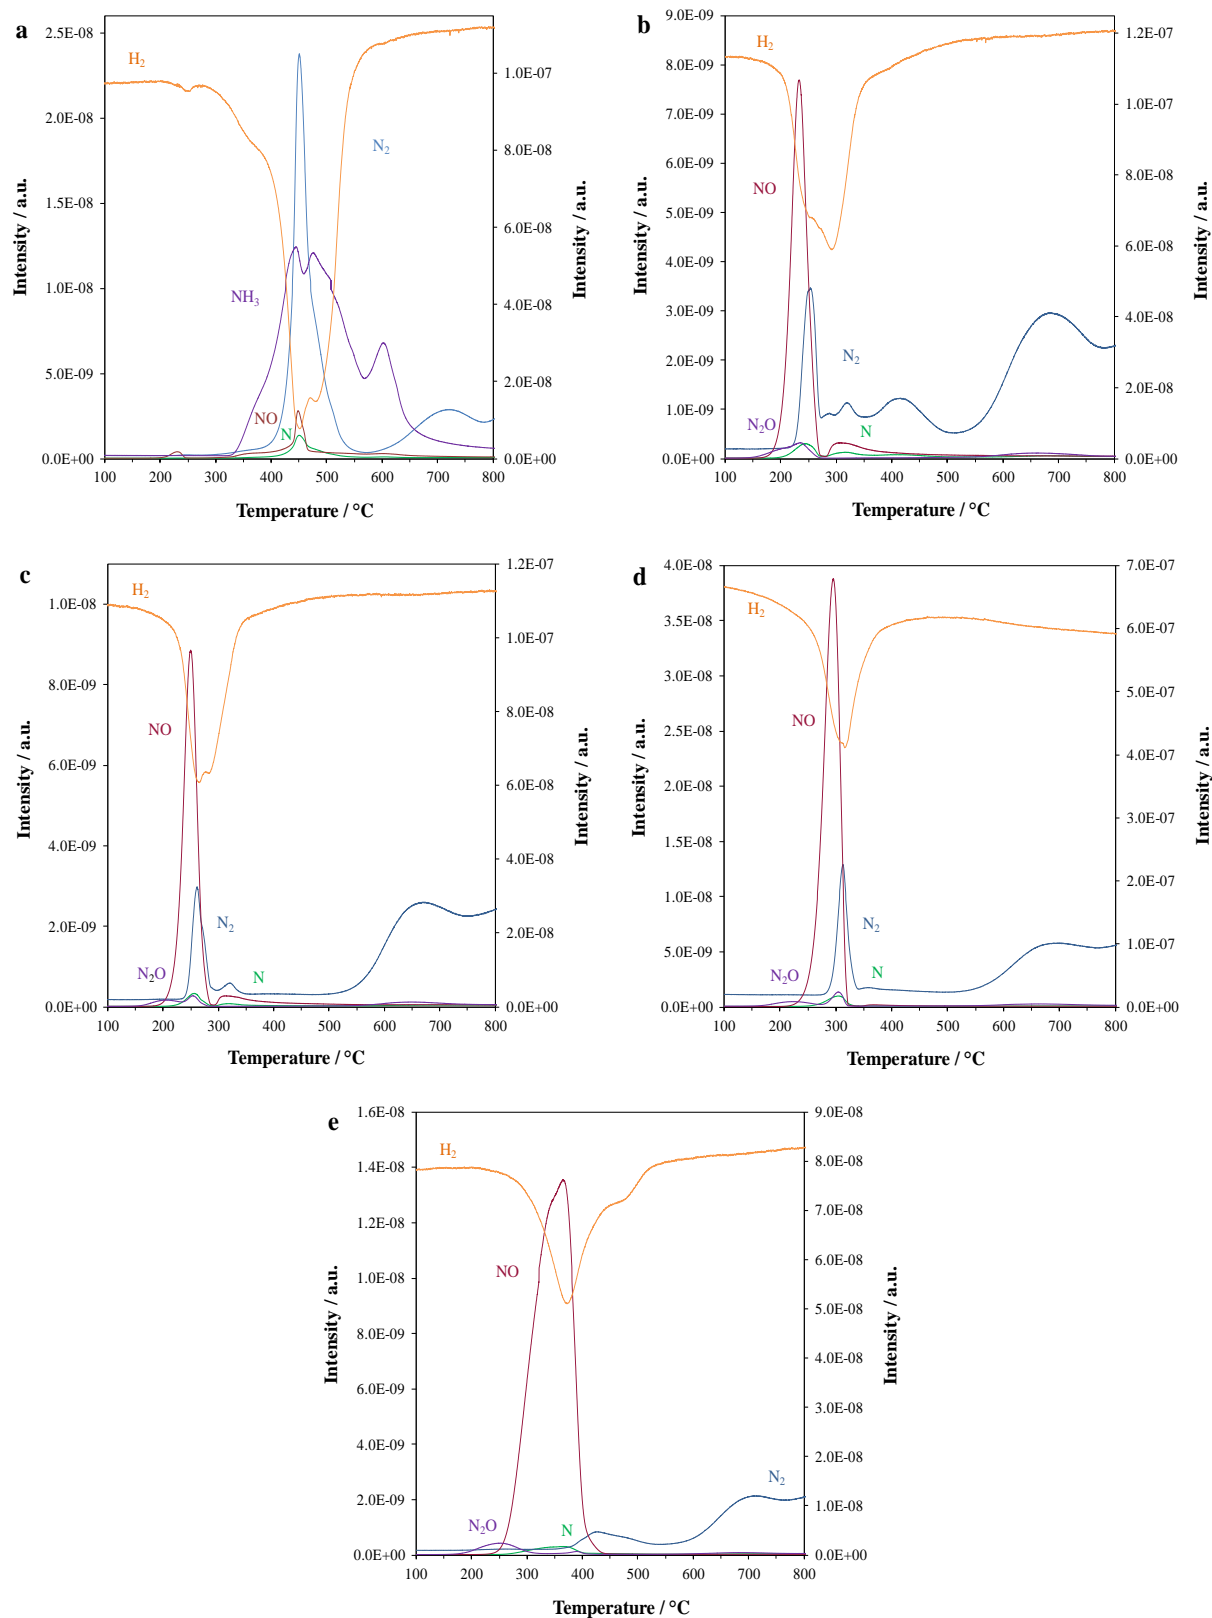 a
H2
N2
NH3
NO
N
2.5E-08
2.0E-08
1.5E-08
1.0E-08
5.0E-09
0.0E+00
1.0E-07
8.0E-08
6.0E-08
4.0E-08
2.0E-08
0.0E+00
100 200 300 400 500 600 700 800
Intensity / a.u.
Intensity / a.u.
Temperature / °C
b
H2
NO
N2
N2O
N
9.0E-09
8.0E-09
7.0E-09
6.0E-09
5.0E-09
4.0E-09
3.0E-09
2.0E-09
1.0E-09
0.0E+00
1.2E-07
1.0E-07
8.0E-08
6.0E-08
4.0E-08
2.0E-08
0.0E+00
100 200 300 400 500 600 700 800
Intensity / a.u.
Intensity / a.u.
Temperature / °C
c
H2
NO
N2
N2O
N
1.0E-08
8.0E-09
6.0E-09
4.0E-09
2.0E-09
0.0E+00
1.2E-07
1.0E-07
8.0E-08
6.0E-08
4.0E-08
2.0E-08
0.0E+00
100 200 300 400 500 600 700 800
Intensity / a.u.
Intensity / a.u.
Temperature / °C
d
H2
NO
N2
N2O
N
4.0E-08
3.5E-08
3.0E-08
2.5E-08
2.0E-08
1.5E-08
1.0E-08
5.0E-09
0.0E+00
7.0E-07
6.0E-07
5.0E-07
4.0E-07
3.0E-07
2.0E-07
1.0E-07
0.0E+00
100 200 300 400 500 600 700 800
Intensity / a.u.
Intensity / a.u.
Temperature / °C
e
H2
NO
N2
N2O
N
1.6E-08
1.4E-08
1.2E-08
1.0E-08
8.0E-09
6.0E-09
4.0E-09
2.0E-09
0.0E+00
9.0E-08
8.0E-08
7.0E-08
6.0E-08
5.0E-08
4.0E-08
3.0E-08
2.0E-08
1.0E-08
0.0E+00
100 200 300 400 500 600 700 800
Intensity / a.u.
Intensity / a.u.
Temperature / °C